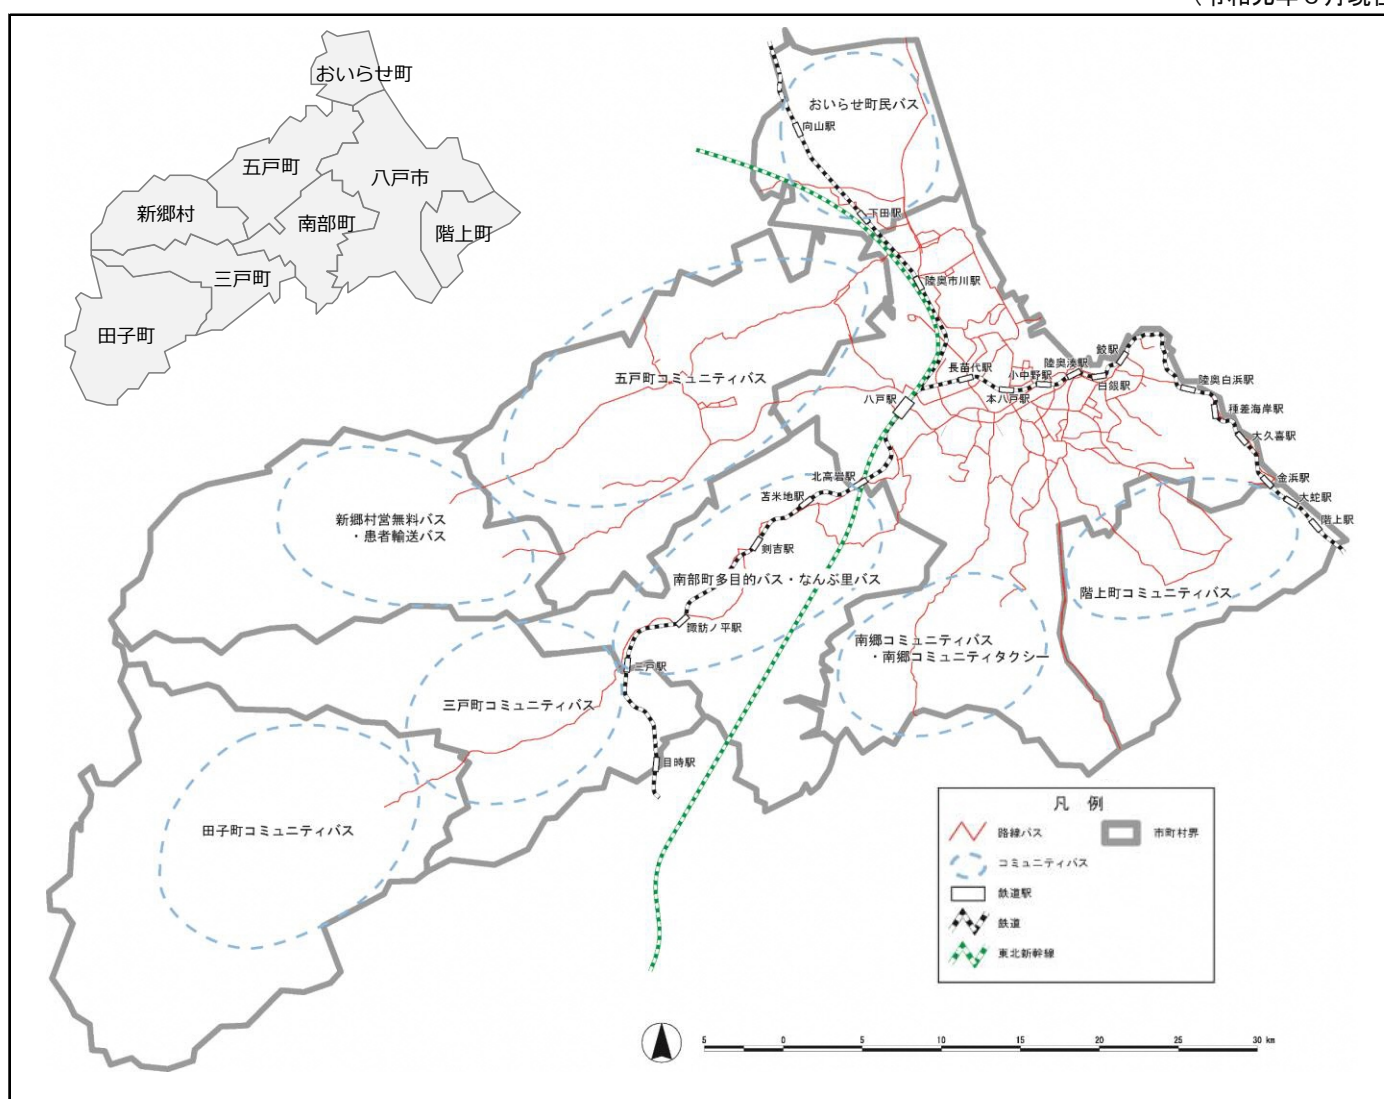 おいらせ町
五戸町
八戸市
新郷村
南部町
階上町
三戸町
田子町
おいらせ町民バス
向山駅
下田駅
陸奥市川駅
五戸町コミュニティバス
八戸駅
長苗代駅
本八戸駅
小中野駅
陸奥湊駅
白銀駅
鮫駅
陸奥白浜駅
種差海岸駅
大久喜駅
金浜駅
大蛇駅
階上駅
北高岩駅
苫米地駅
剣吉駅
新郷村営無料バス
・患者輸送バス
南部町多目的バス・なんぶ里バス
諏訪ノ平駅
三戸駅
階上町コミュニティバス
南郷コミュニティバス
・南郷コミュニティタクシー
三戸町コミュニティバス
目時駅
田子町コミュニティバス
凡 例
路線バス
市町村界
コミュニティバス
鉄道駅
鉄道
東北新幹線
5 0 5 10 15 20 25 30 km